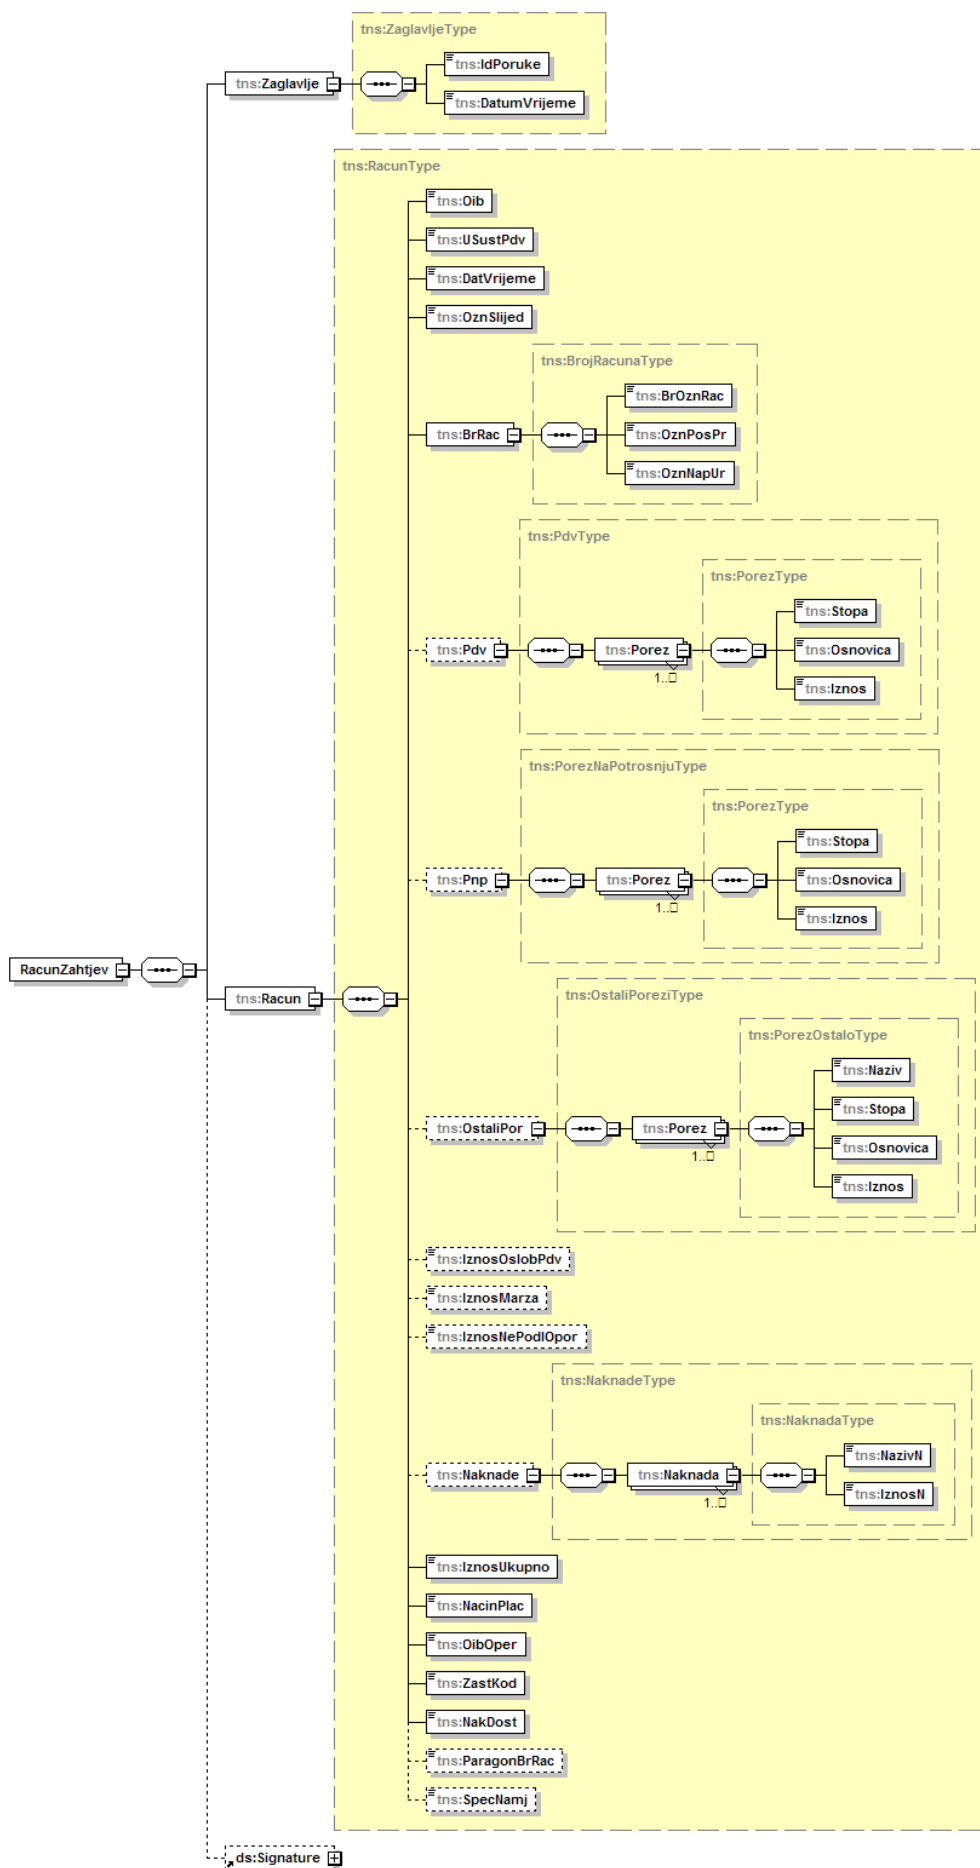 tns:ZaglavljeType
tns:IdPoruke
tns:Zaglavlje
tns:DatumVrijeme
tns:RacunType
tns:Oib
tns:USustPdv
tns:DatVrijeme
tns:OznSlijed
tns:BrojRacunaType
tns:BrOznRac
tns:BrRac
tns:OznPosPr
tns:OznNapUr
tns:PdvType
tns:PorezType
tns:Stopa
tns:Pdv
tns:Porez
tns:Osnovica
1..□
tns:Iznos
tns:PorezNaPotrosnjuType
tns:PorezType
tns:Stopa
tns:Pnp
tns:Porez
tns:Osnovica
1..□
tns:Iznos
RacunZahtjev
tns:Racun
tns:OstaliPoreziType
tns:PorezOstaloType
tns:Naziv
tns:Stopa
tns:OstaliPor
tns:Porez
tns:Osnovica
1..□
tns:Iznos
tns:IznosOslobPdv
tns:IznosMarza
tns:IznosNePodlOpor
tns:NaknadeType
tns:NaknadaType
tns:NazivN
tns:Naknade
tns:Naknada
tns:IznosN
1..□
tns:IznosUkupno
tns:NacinPlac
tns:OibOper
tns:ZastKod
tns:NakDost
tns:ParagonBrRac
tns:SpecNamj
ds:Signature